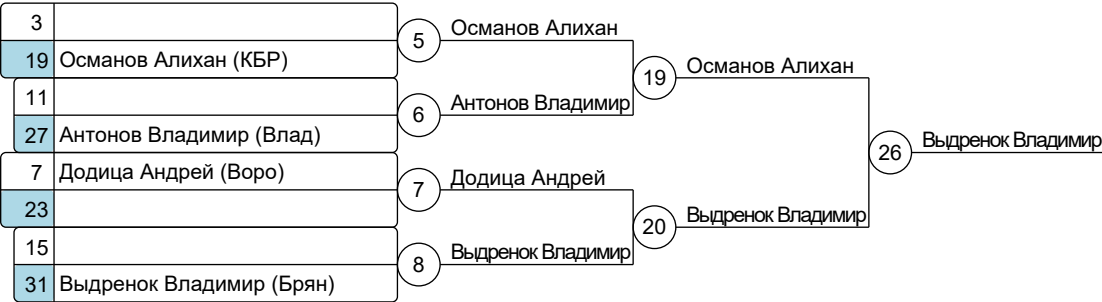 3
19 Османов Алихан (КБР)
5
Османов Алихан
11
27 Антонов Владимир (Влад)
6
Антонов Владимир
19
Османов Алихан
7 Додица Андрей (Воро)
23
7
Додица Андрей
15
31 Выдренок Владимир (Брян)
8
Выдренок Владимир
20
Выдренок Владимир
26
Выдренок Владимир